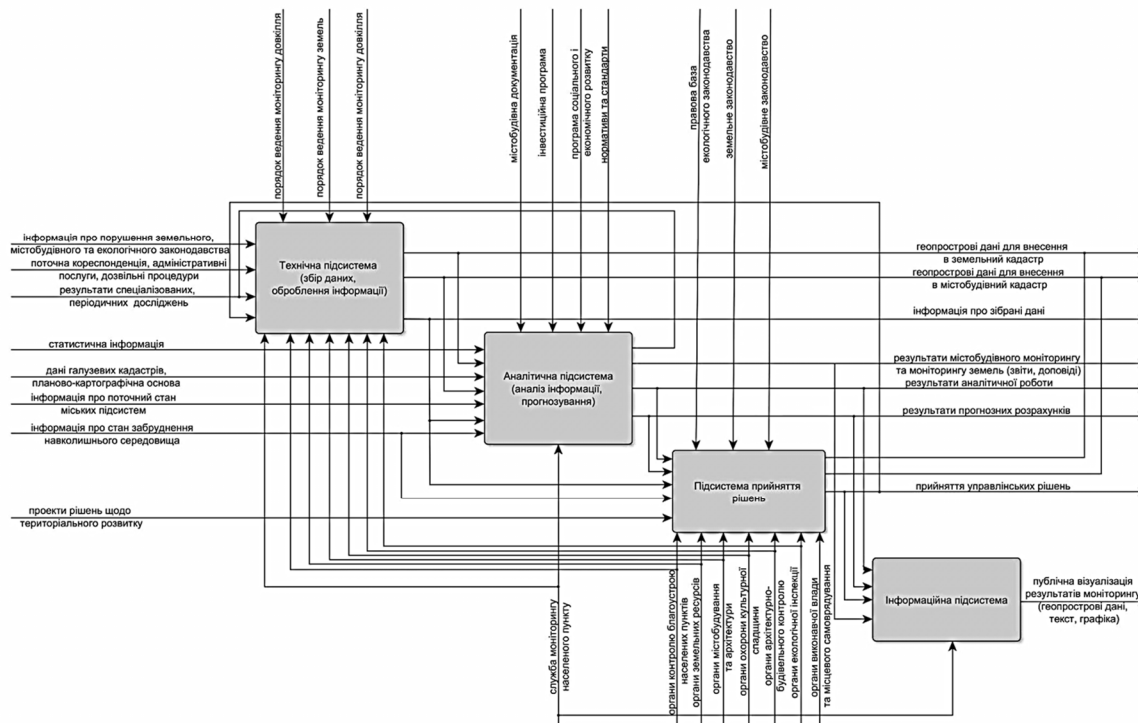 порядок ведення моніторингу довкілля
порядок ведення моніторингу земель
порядок ведення моніторингу довкілля
містобудівна документація
інвестиційна програма
програма соціального і
економічного розвитку
нормативи та стандарти
правова база
екологічного законодавства
земельне законодавство
містобудівне законодавство
інформація про порушення земельного,
містобудівного та екологічного законодавства
поточна кореспонденція, адміністративні
послуги, дозвільні процедури
результати спеціалізованих,
періодичних досліджень
Технічна підсистема
(збір даних,
оброблення інформації)
геопрострові дані для внесення
в земельний кадастр
геопрострові дані для внесення
в містобудівний кадастр
інформація про зібрані дані
статистична інформація
дані галузевих кадастрів,
планово-картографічна основа
інформація про поточний стан
міських підсистем
інформація про стан забруднення
навколишнього середовища
Аналітична підсистема
(аналіз інформації,
прогнозування)
результати містобудівного моніторингу
та моніторингу земель (звіти, доповіді)
результати аналітичної роботи
результати прогнозних розрахунків
Підсистема прийняття
рішень
прийняття управлінських рішень
проекти рішень щодо
територіального розвитку
служба моніторингу
населеного пункту
органи контролю благоустрою
населених пунктів
органи земельних ресурсів
органи містобудування
та архітектури
органи охорони культурної
спадщини
органи архітектурно-
будівельного контролю
органи екологічної інспекції
органи виконавчої влади
та місцевого самоврядування
Інформаційна підсистема
публічна візуалізація
результатів моніторингу
(геопрострові дані,
текст, графіка)